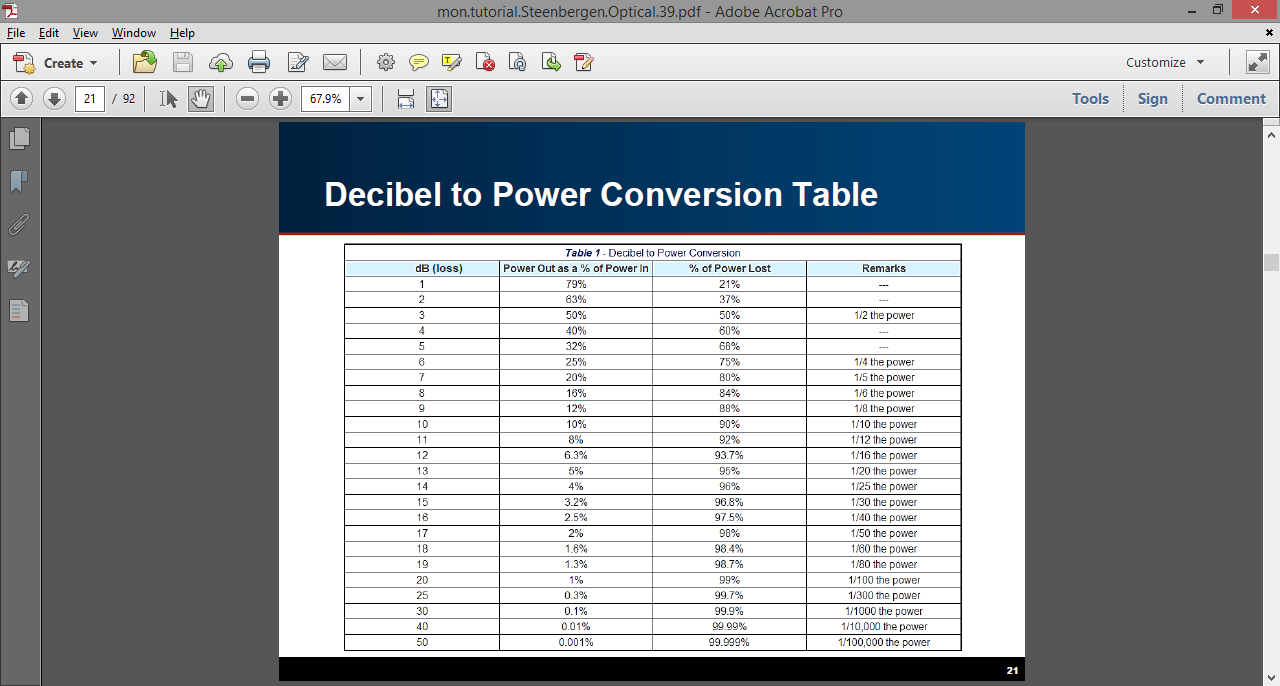 mon.tutorial.Steenbergen.Optical.39.pdf - Adobe Acrobat Pro
File Edit View Window Help
Create Customize
21 / 92 67.9% Tools Sign Comment
Decibel to Power Conversion Table
Table 1 - Decibel to Power Conversion
dB (loss) Power Out as a % of Power In % of Power Lost Remarks
1 79% 21% ---
2 63% 37% ---
3 50% 50% 1/2 the power
4 40% 60% ---
5 32% 68% ---
6 25% 75% 1/4 the power
7 20% 80% 1/5 the power
8 16% 84% 1/6 the power
9 12% 88% 1/8 the power
10 10% 90% 1/10 the power
11 8% 92% 1/12 the power
12 6.3% 93.7% 1/16 the power
13 5% 95% 1/20 the power
14 4% 96% 1/25 the power
15 3.2% 96.8% 1/30 the power
16 2.5% 97.5% 1/40 the power
17 2% 98% 1/50 the power
18 1.6% 98.4% 1/60 the power
19 1.3% 98.7% 1/80 the power
20 1% 99% 1/100 the power
25 0.3% 99.7% 1/300 the power
30 0.1% 99.9% 1/1000 the power
40 0.01% 99.99% 1/10,000 the power
50 0.001% 99.999% 1/100,000 the power
21